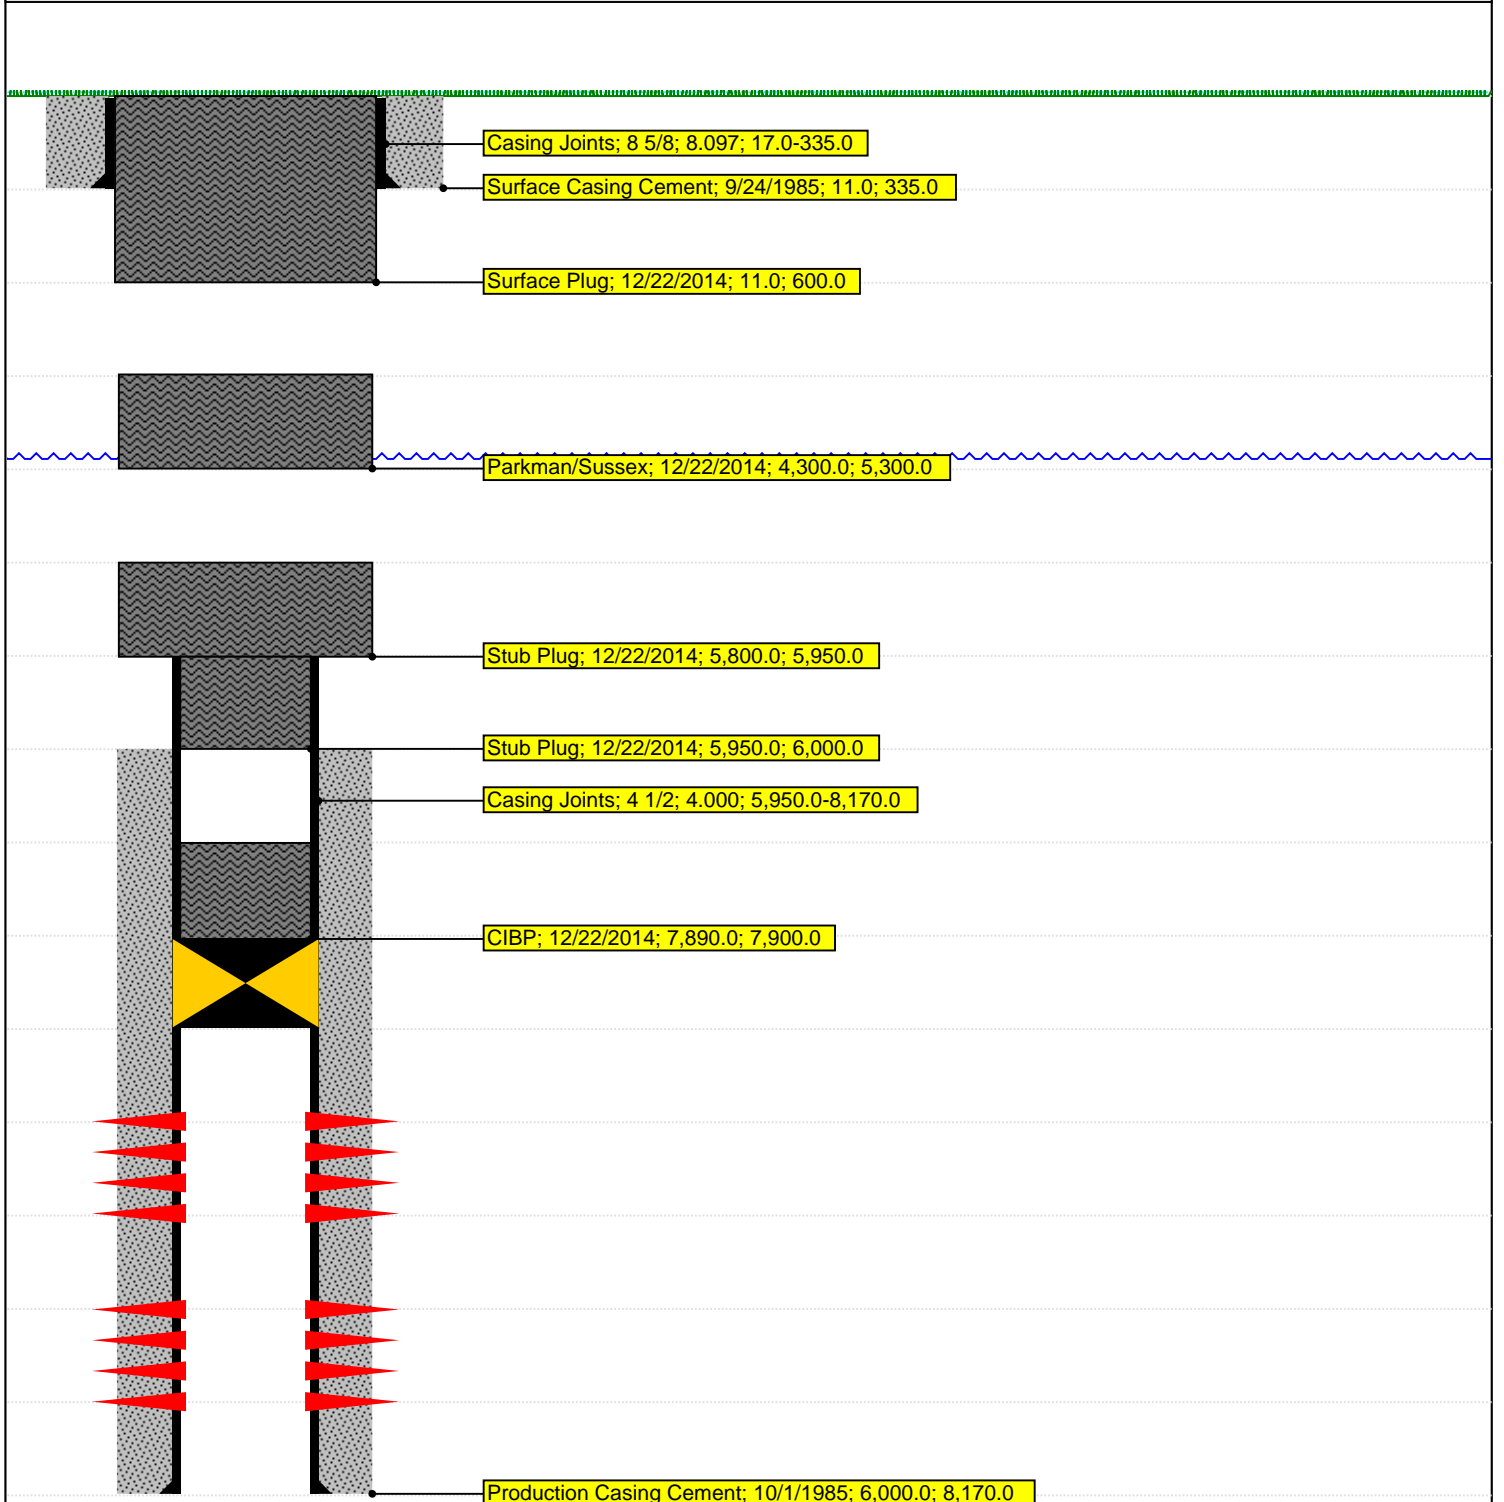 Casing Joints; 8 5/8; 8.097; 17.0-335.0
Surface Casing Cement; 9/24/1985; 11.0; 335.0
Surface Plug; 12/22/2014; 11.0; 600.0
Parkman/Sussex; 12/22/2014; 4,300.0; 5,300.0
Stub Plug; 12/22/2014; 5,800.0; 5,950.0
Stub Plug; 12/22/2014; 5,950.0; 6,000.0
Casing Joints; 4 1/2; 4.000; 5,950.0-8,170.0
CIBP; 12/22/2014; 7,890.0; 7,900.0
Production Casing Cement; 10/1/1985; 6,000.0; 8,170.0